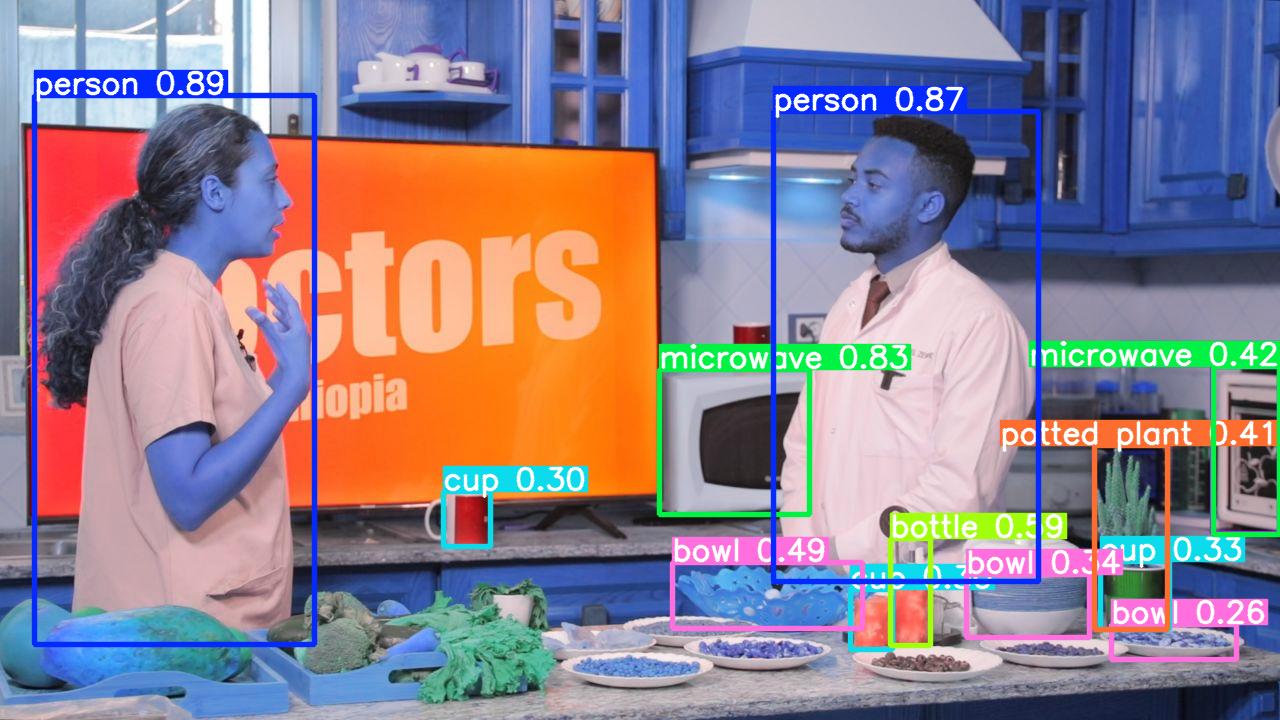 person 0.89
person 0.87
octors
hiopia
microwave 0.83
microwave 0.42
potted plant 0.41
cup 0.30
bottle 0.59
bowl 0.49
bowl 0.34
cup 0.33
bowl 0.26